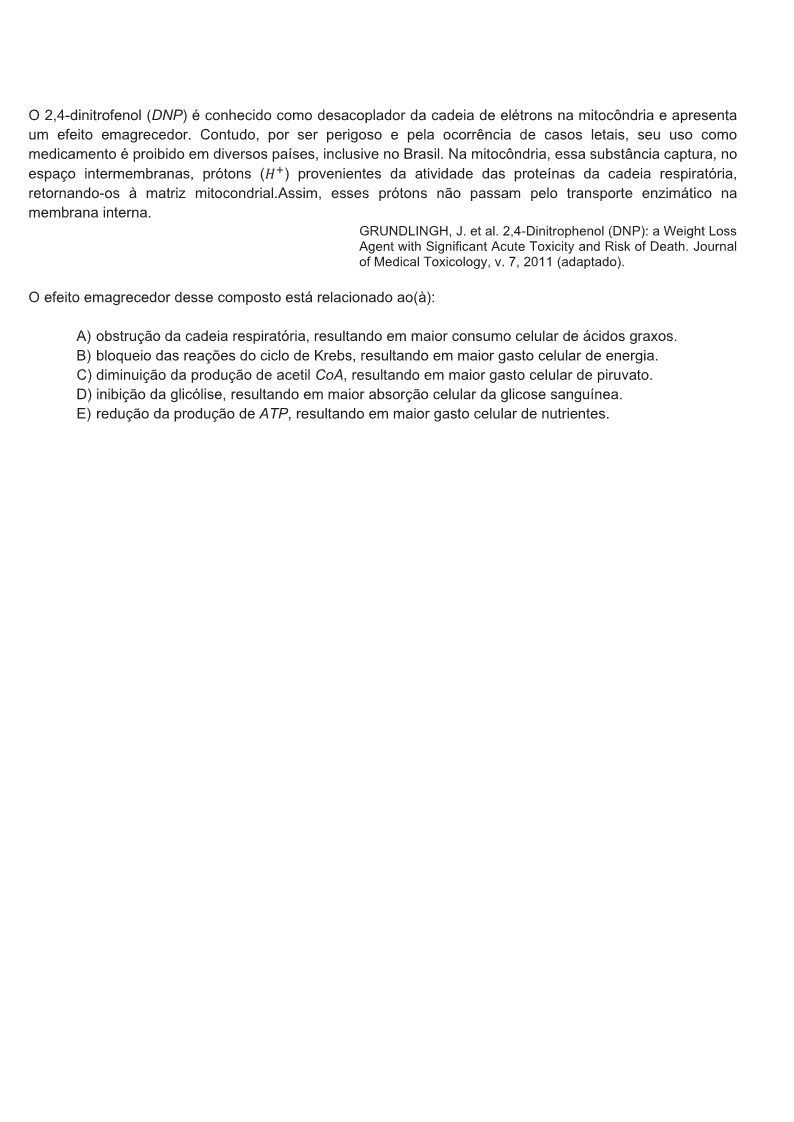 O 2,4-dinitrofenol (DNP) é conhecido como desacoplador da cadeia de elétrons na mitocôndria e apresenta
um efeito emagrecedor. Contudo, por ser perigoso e pela ocorrência de casos letais, seu uso como
medicamento é proibido em diversos países, inclusive no Brasil. Na mitocôndria, essa substância captura, no
espaço intermembranas, prótons (H⁺) provenientes da atividade das proteínas da cadeia respiratória,
retornando-os à matriz mitocondrial.Assim, esses prótons não passam pelo transporte enzimático na
membrana interna.
GRUNDLINGH, J. et al. 2,4-Dinitrophenol (DNP): a Weight Loss
Agent with Significant Acute Toxicity and Risk of Death. Journal
of Medical Toxicology, v. 7, 2011 (adaptado).
O efeito emagrecedor desse composto está relacionado ao(à):
A) obstrução da cadeia respiratória, resultando em maior consumo celular de ácidos graxos.
B) bloqueio das reações do ciclo de Krebs, resultando em maior gasto celular de energia.
C) diminuição da produção de acetil CoA, resultando em maior gasto celular de piruvato.
D) inibição da glicólise, resultando em maior absorção celular da glicose sanguínea.
E) redução da produção de ATP, resultando em maior gasto celular de nutrientes.